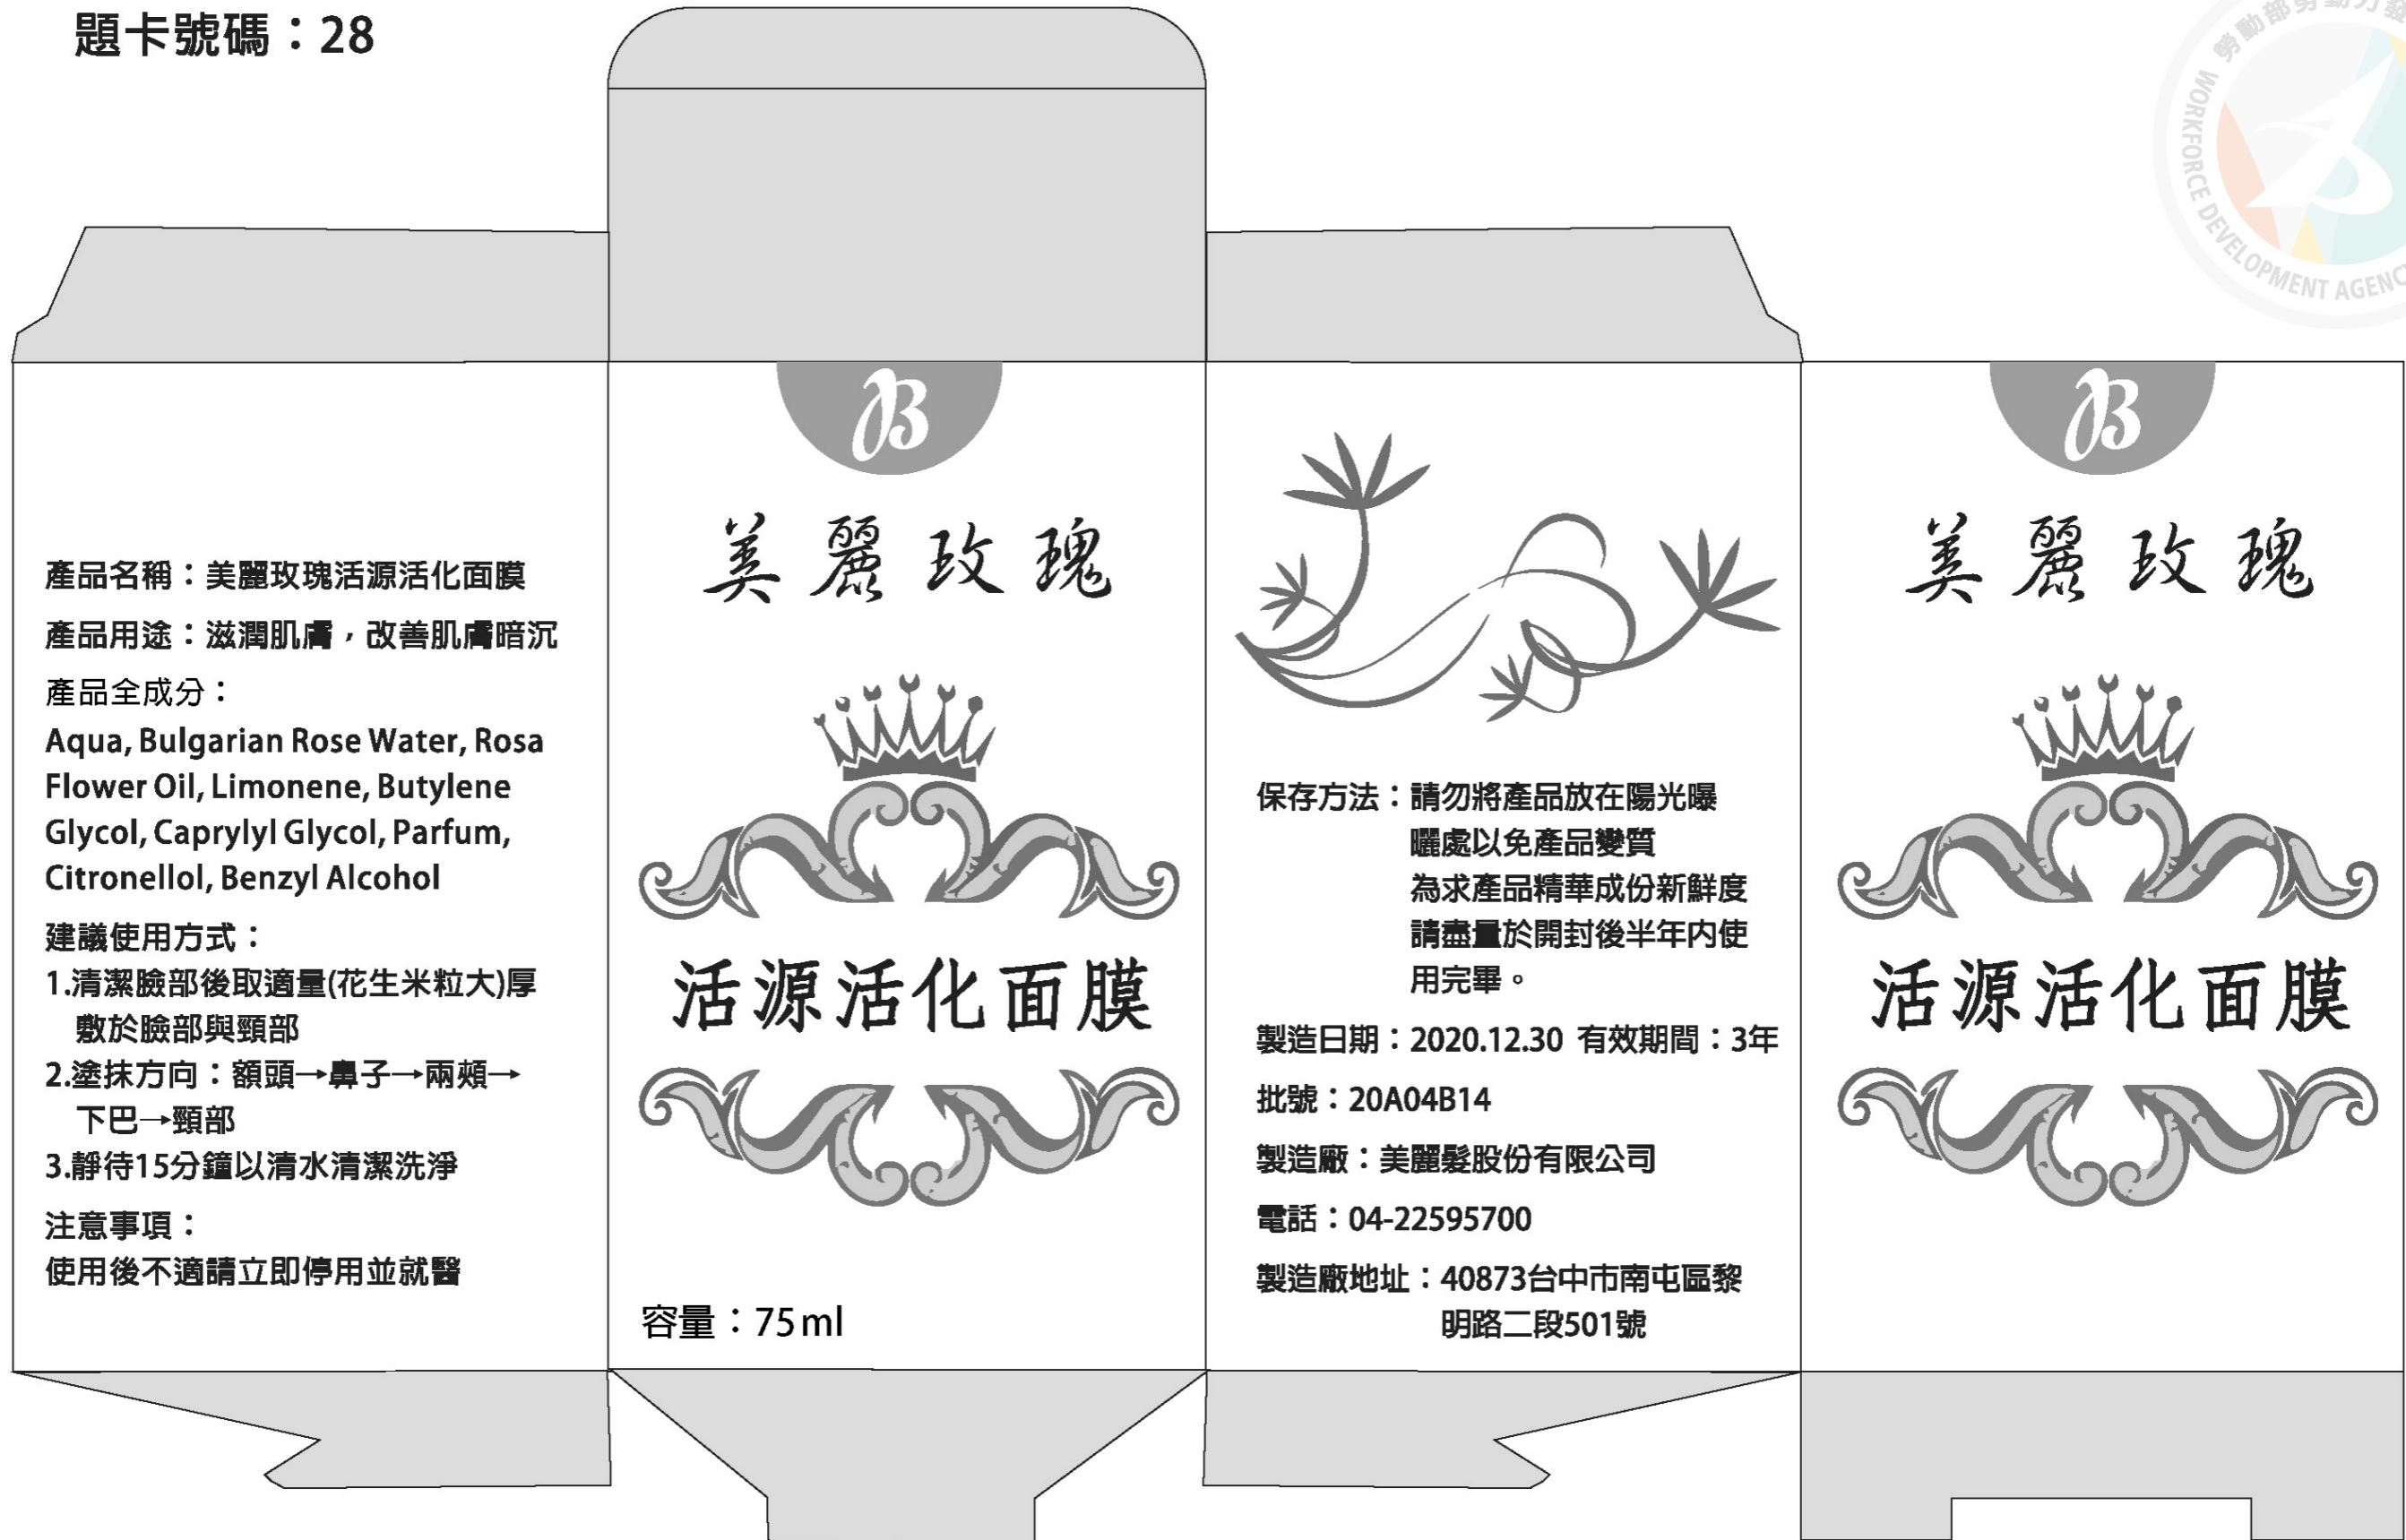 題卡號碼：28
勞動部勞動力發
WORKFORCE DEVELOPMENT AGENC
產品名稱：美麗玫瑰活源活化面膜
產品用途：滋潤肌膚，改善肌膚暗沉
產品全成分：
Aqua, Bulgarian Rose Water, Rosa
Flower Oil, Limonene, Butylene
Glycol, Caprylyl Glycol, Parfum,
Citronellol, Benzyl Alcohol
建議使用方式：
1.清潔臉部後取適量(花生米粒大)厚
敷於臉部與頸部
2.塗抹方向：額頭→鼻子→兩頰→
下巴→頸部
3.靜待15分鐘以清水清潔洗淨
注意事項：
使用後不適請立即停用並就醫
B
美麗玫瑰
活源活化面膜
容量：75ml
保存方法：請勿將產品放在陽光曝
曬處以免產品變質
為求產品精華成份新鮮度
請盡量於開封後半年内使
用完畢。
製造日期：2020.12.30 有效期間：3年
批號：20A04B14
製造廠：美麗髮股份有限公司
電話：04-22595700
製造廠地址：40873台中市南屯區黎
明路二段501號
B
美麗玫瑰
活源活化面膜